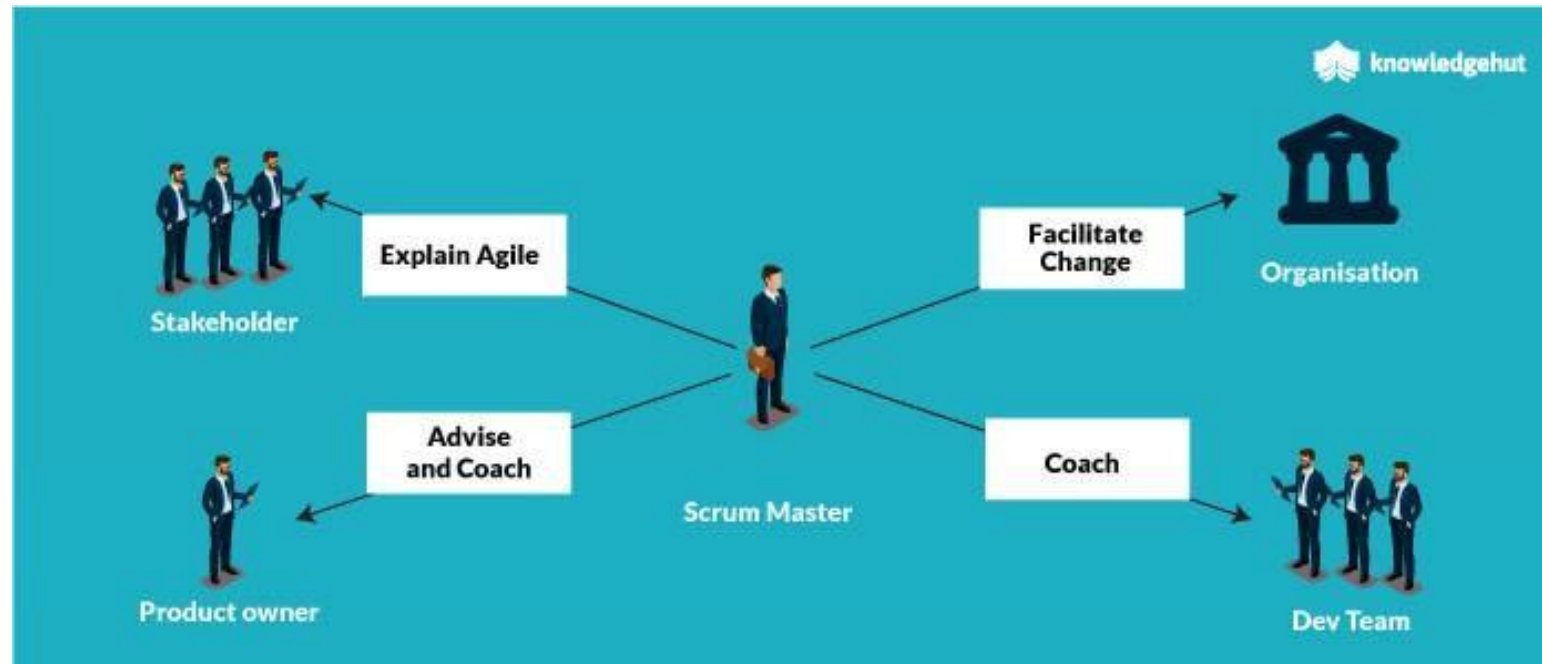 knowledgehut
Explain Agile
Stakeholder
Facilitate
Change
Organisation
Advise
and Coach
Product owner
Scrum Master
Coach
Dev Team